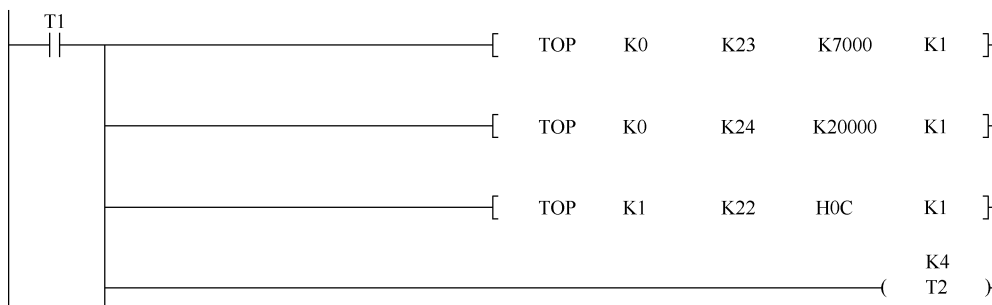 T1
TOP K0 K23 K7000 K1
TOP K0 K24 K20000 K1
TOP K1 K22 H0C K1
K4
T2